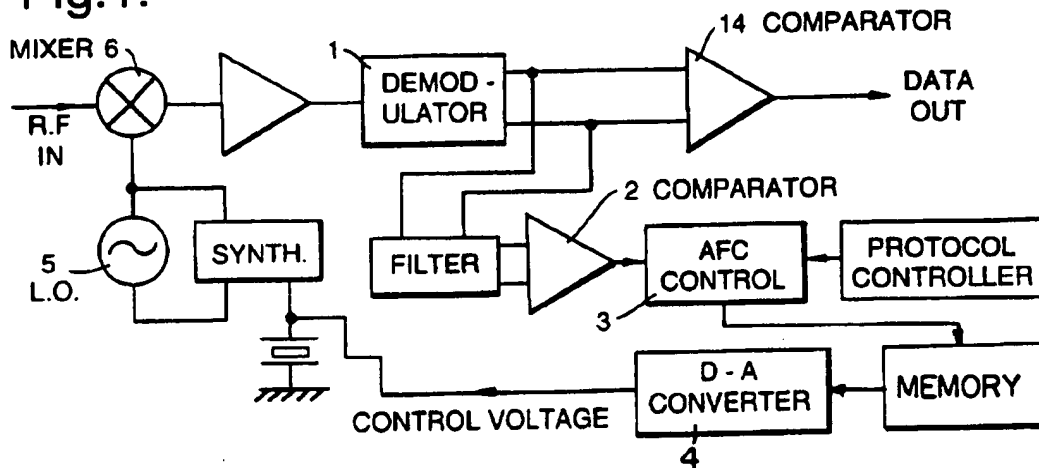 Fig.1.
MIXER 6
R.F
IN
1
DEMOD -
ULATOR
14 COMPARATOR
DATA
OUT
5
L.O.
SYNTH.
FILTER
2 COMPARATOR
AFC
CONTROL
3
PROTOCOL
CONTROLLER
CONTROL VOLTAGE
D - A
CONVERTER
4
MEMORY